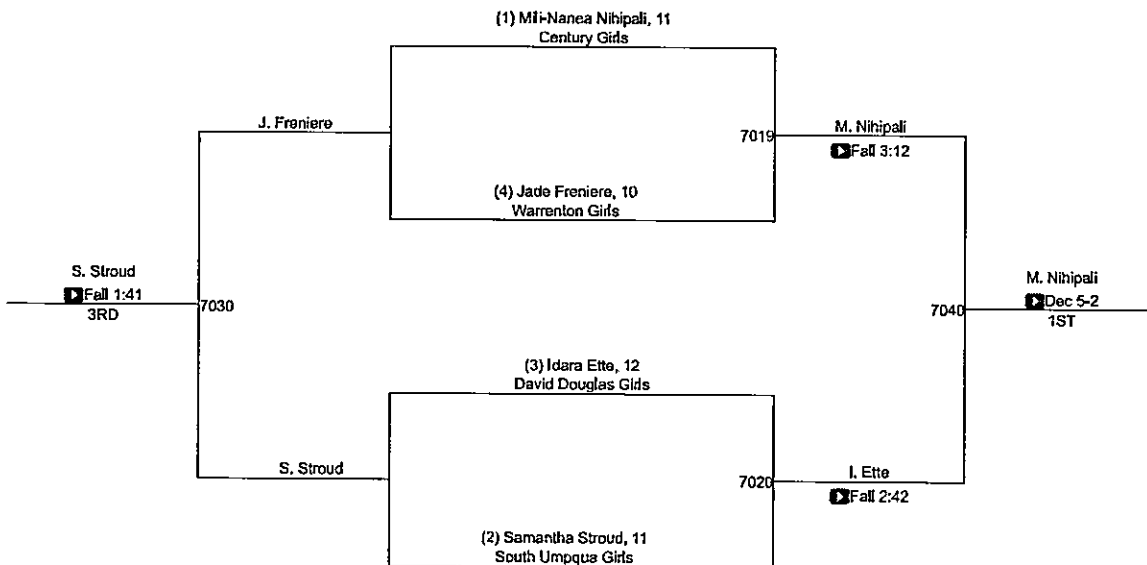 (1) Mili-Nanea Nihipali, 11
Century Girls
J. Freniere
7019
M. Nihipali
Fall 3:12
(4) Jade Freniere, 10
Warrenton Girls
S. Stroud
Fall 1:41
3RD
7030
7040
M. Nihipali
Dec 5-2
1ST
(3) Idara Ette, 12
David Douglas Girls
S. Stroud
7020
I. Ette
Fall 2:42
(2) Samantha Stroud, 11
South Umpqua Girls